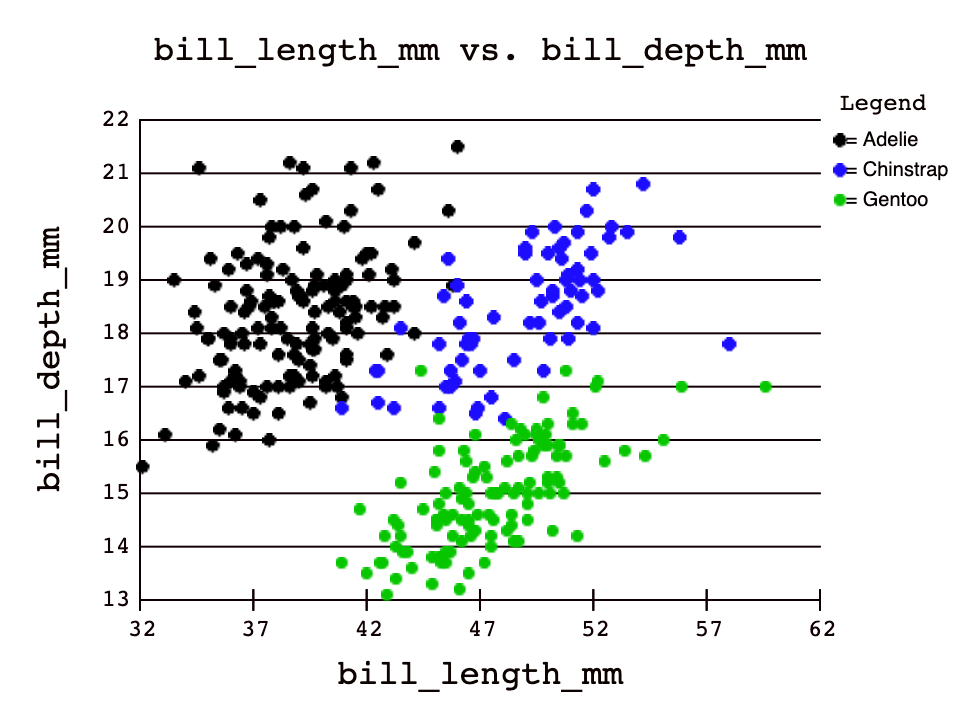 bill_length_mm vs. bill_depth_mm
Legend
= Adelie
= Chinstrap
= Gentoo
bill_depth_mm
22
21
20
19
18
17
16
15
14
13
32 37 42 47 52 57 62
bill_length_mm